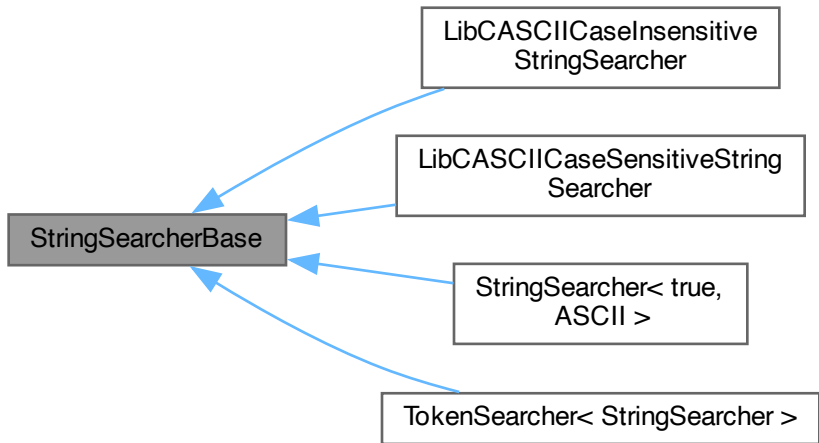 LibCASCIICaseInsensitive
StringSearcher
LibCASCIICaseSensitiveString
Searcher
StringSearcherBase
StringSearcher< true,
ASCII >
TokenSearcher< StringSearcher >